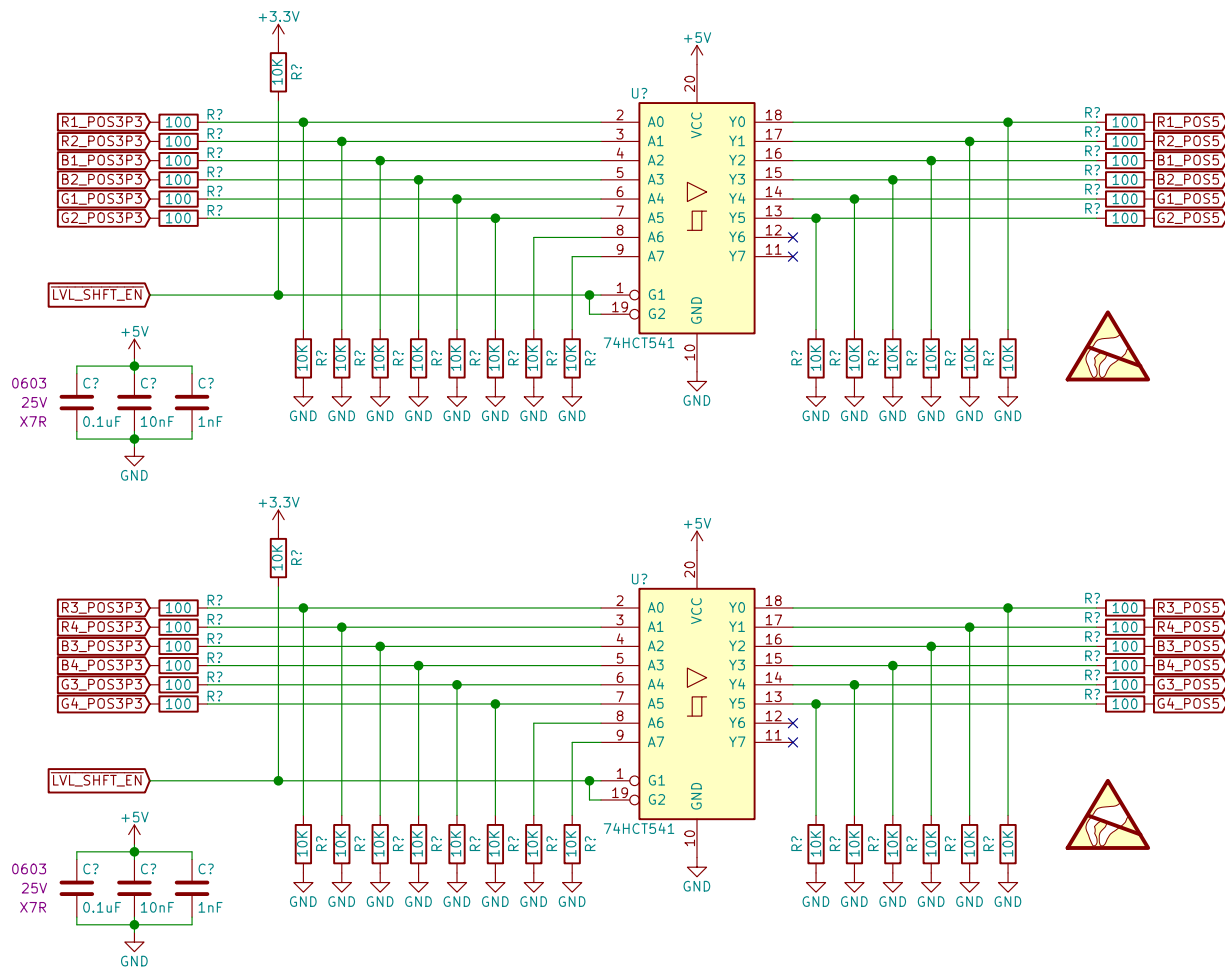 +3.3V
10K R?
+5V
20
U?
VCC
R1_POS3P3 100 R? 2 A0 Y0 18 R? 100 R1_POS5
R2_POS3P3 100 R? 3 A1 Y1 17 R? 100 R2_POS5
B1_POS3P3 100 R? 4 A2 Y2 16 R? 100 B1_POS5
B2_POS3P3 100 R? 5 A3 Y3 15 R? 100 B2_POS5
G1_POS3P3 100 R? 6 A4 Y4 14 R? 100 G1_POS5
G2_POS3P3 100 R? 7 A5 Y5 13 R? 100 G2_POS5
8 A6 Y6 12
9 A7 Y7 11
LVL_SHFT_EN 1 G1
19 G2 GND
74HCT541
10
GND
10K R? 10K R? 10K R? 10K R? 10K R? 10K R? 10K R? 10K R?
R? 10K R? 10K R? 10K R? 10K R? 10K R? 10K
GND GND GND GND GND GND GND GND
GND GND GND GND GND GND
+5V
0603 C? C? C?
25V
X7R 0.1uF 10nF 1nF
GND
+3.3V
10K R?
+5V
20
U?
VCC
R3_POS3P3 100 R? 2 A0 Y0 18 R? 100 R3_POS5
R4_POS3P3 100 R? 3 A1 Y1 17 R? 100 R4_POS5
B3_POS3P3 100 R? 4 A2 Y2 16 R? 100 B3_POS5
B4_POS3P3 100 R? 5 A3 Y3 15 R? 100 B4_POS5
G3_POS3P3 100 R? 6 A4 Y4 14 R? 100 G3_POS5
G4_POS3P3 100 R? 7 A5 Y5 13 R? 100 G4_POS5
8 A6 Y6 12
9 A7 Y7 11
LVL_SHFT_EN 1 G1
19 G2 GND
74HCT541
10
GND
10K R? 10K R? 10K R? 10K R? 10K R? 10K R? 10K R? 10K R?
R? 10K R? 10K R? 10K R? 10K R? 10K R? 10K
GND GND GND GND GND GND GND GND
GND GND GND GND GND GND
+5V
0603 C? C? C?
25V
X7R 0.1uF 10nF 1nF
GND